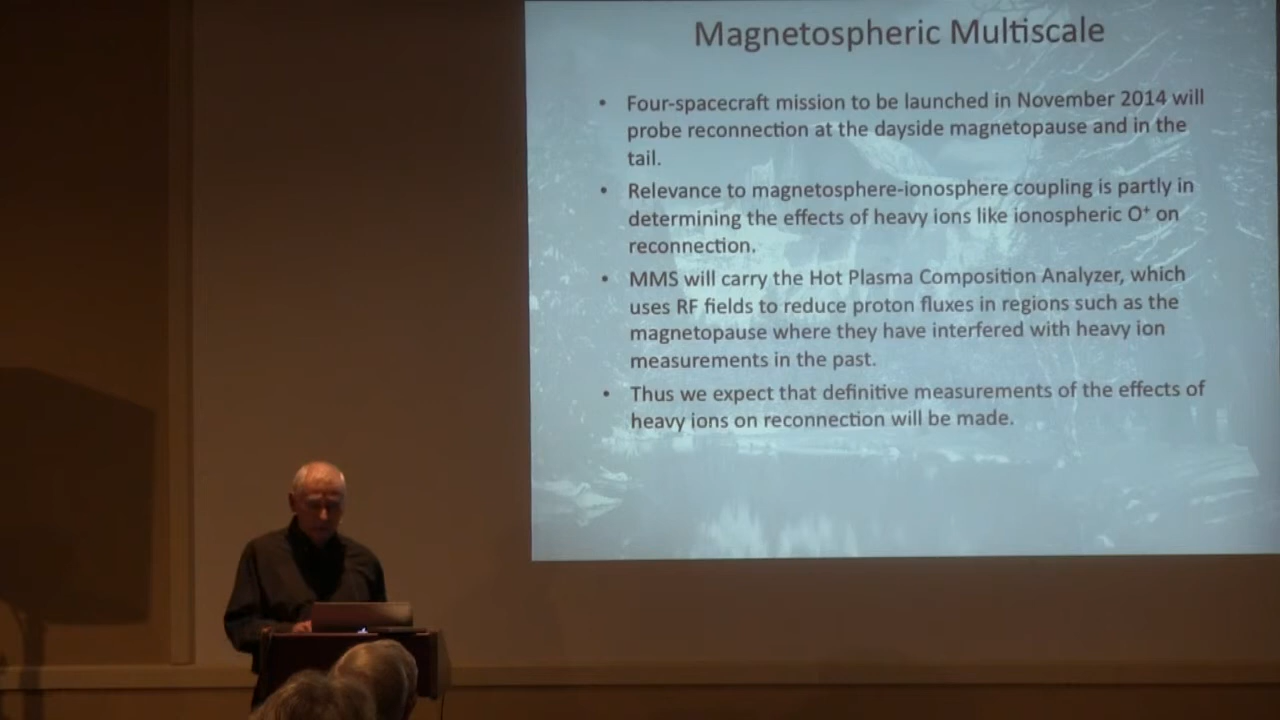 Magnetospheric Multiscale
• Four-spacecraft mission to be launched in November 2014 will
probe reconnection at the dayside magnetopause and in the
tail.
• Relevance to magnetosphere-ionosphere coupling is partly in
determining the effects of heavy ions like ionospheric O⁺ on
reconnection.
• MMS will carry the Hot Plasma Composition Analyzer, which
uses RF fields to reduce proton fluxes in regions such as the
magnetopause where they have interfered with heavy ion
measurements in the past.
• Thus we expect that definitive measurements of the effects of
heavy ions on reconnection will be made.